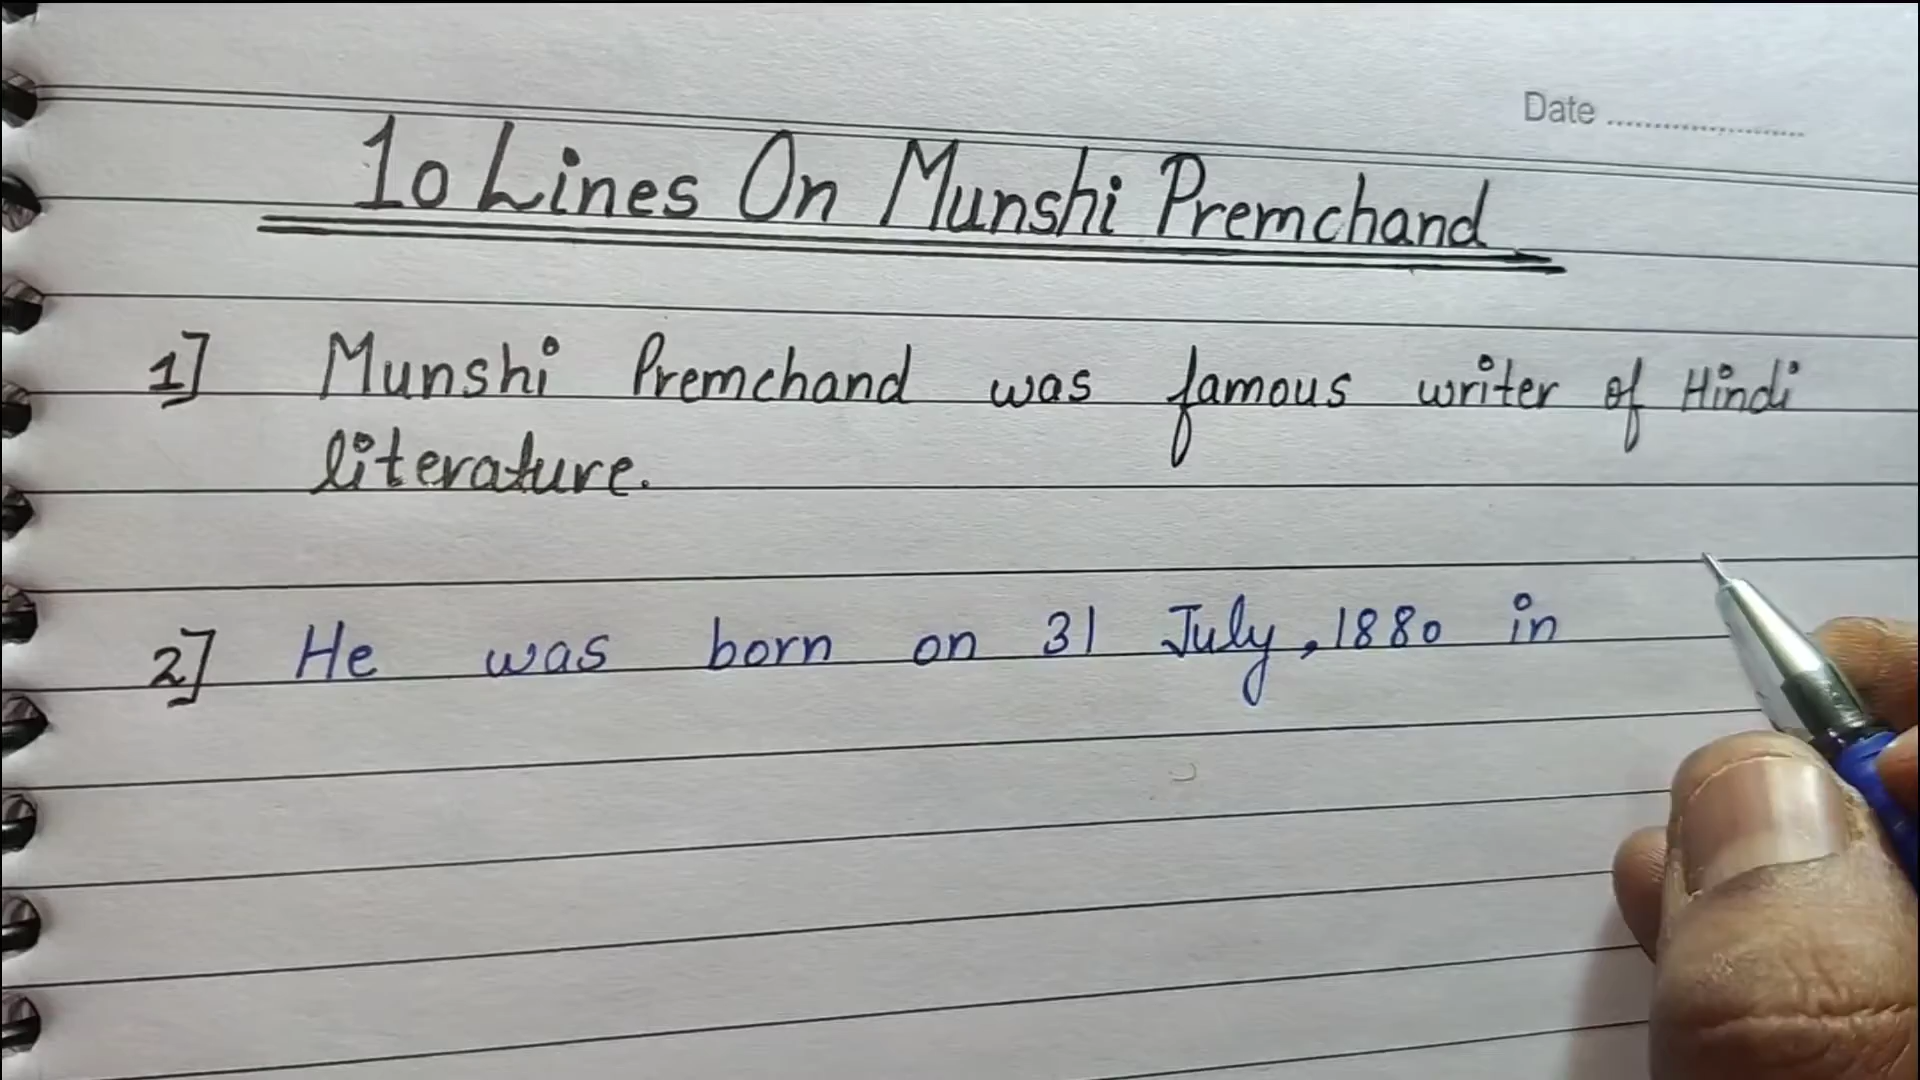 Date ......................
10 Lines On Munshi Premchand
1] Munshi Premchand was famous writer of Hindi
literature.
2] He was born on 31 July, 1880 in